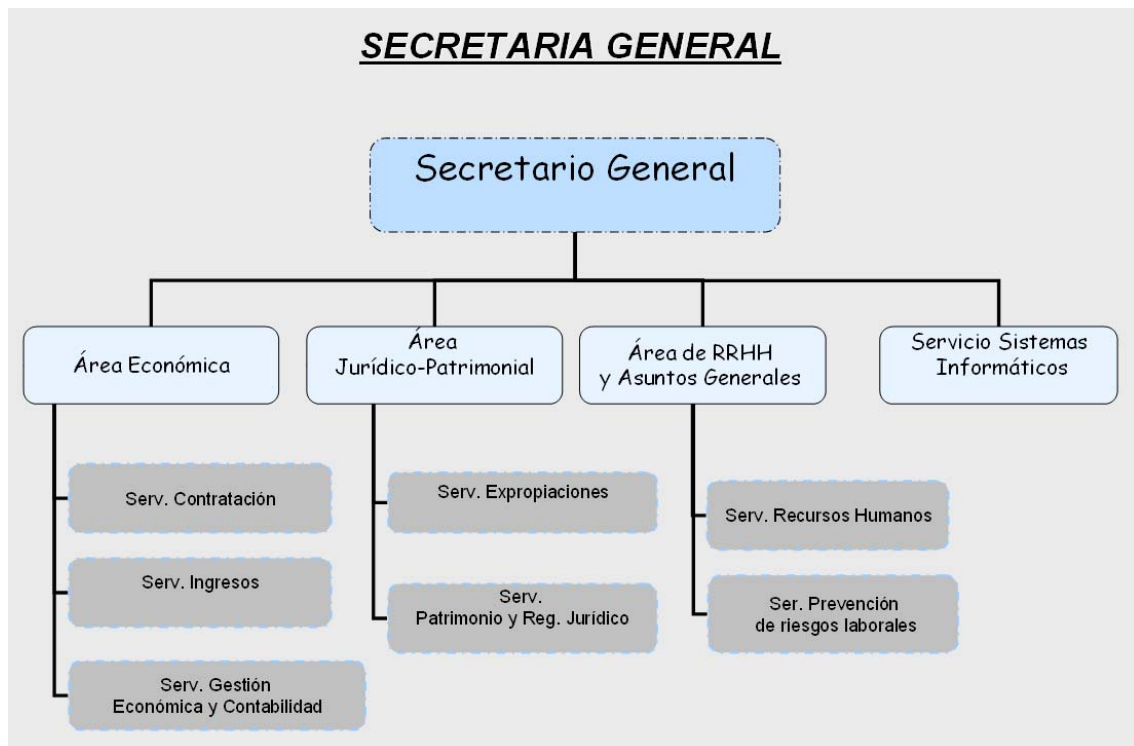 SECRETARIA GENERAL
Secretario General
Área Económica
Área
Jurídico-Patrimonial
Área de RRHH
y Asuntos Generales
Servicio Sistemas
Informáticos
Serv. Contratación
Serv. Ingresos
Serv. Gestión
Económica y Contabilidad
Serv. Expropiaciones
Serv.
Patrimonio y Reg. Jurídico
Serv. Recursos Humanos
Ser. Prevención
de riesgos laborales